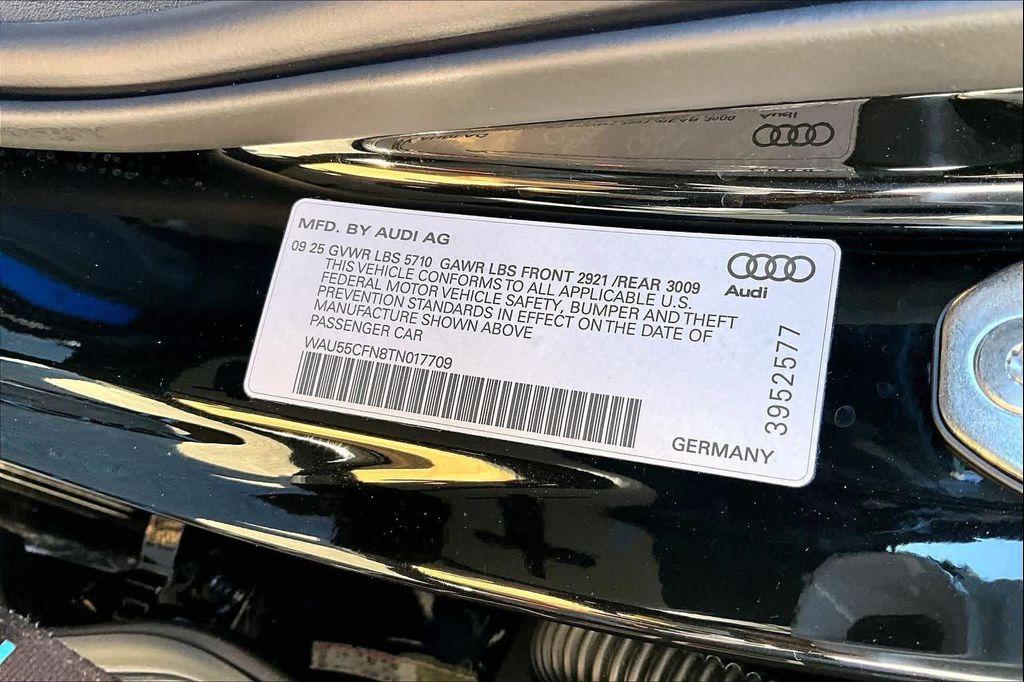 MFD. BY AUDI AG
09 25 GVWR LBS 5710 GAWR LBS FRONT 2921 /REAR 3009
THIS VEHICLE CONFORMS TO ALL APPLICABLE U.S.
FEDERAL MOTOR VEHICLE SAFETY, BUMPER AND THEFT
PREVENTION STANDARDS IN EFFECT ON THE DATE OF
MANUFACTURE SHOWN ABOVE
PASSENGER CAR
WAU55CFN8TN017709
Audi
3952577
GERMANY